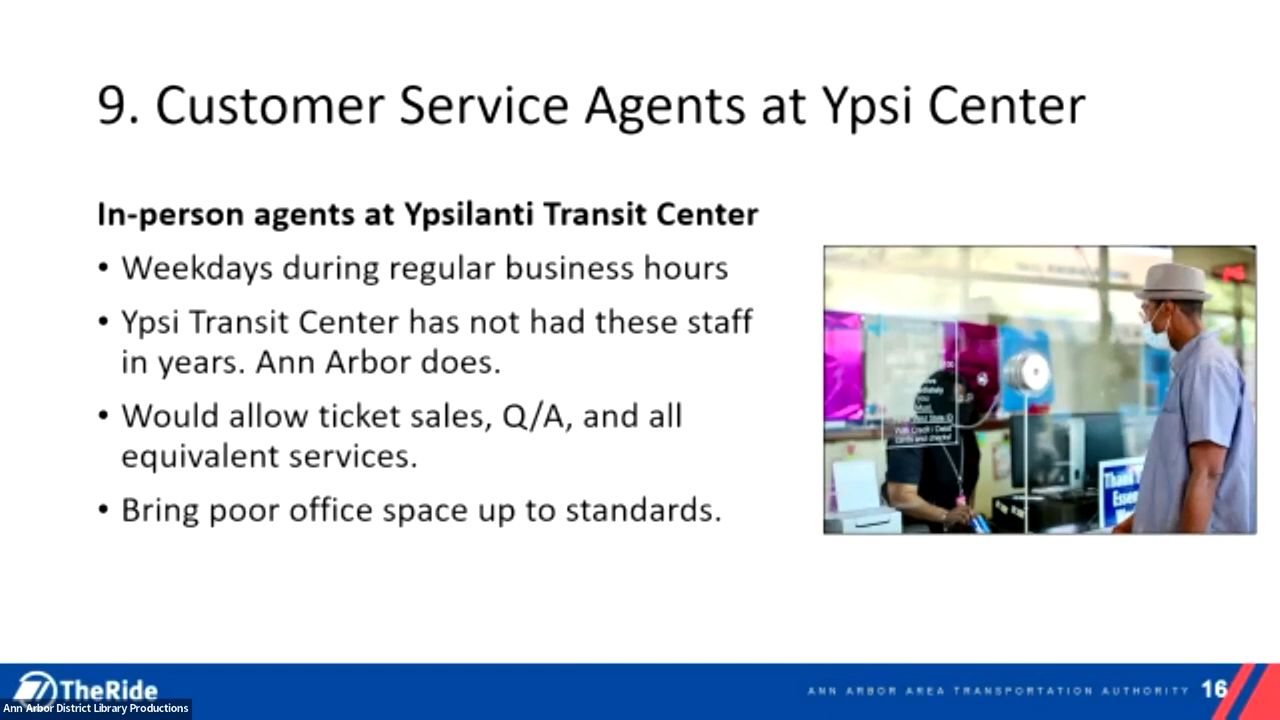 9. Customer Service Agents at Ypsi Center
In-person agents at Ypsilanti Transit Center
• Weekdays during regular business hours
• Ypsi Transit Center has not had these staff
in years. Ann Arbor does.
• Would allow ticket sales, Q/A, and all
equivalent services.
• Bring poor office space up to standards.
TheRide
ANN ARBOR AREA TRANSPORTATION AUTHORITY 16
Ann Arbor District Library Productions